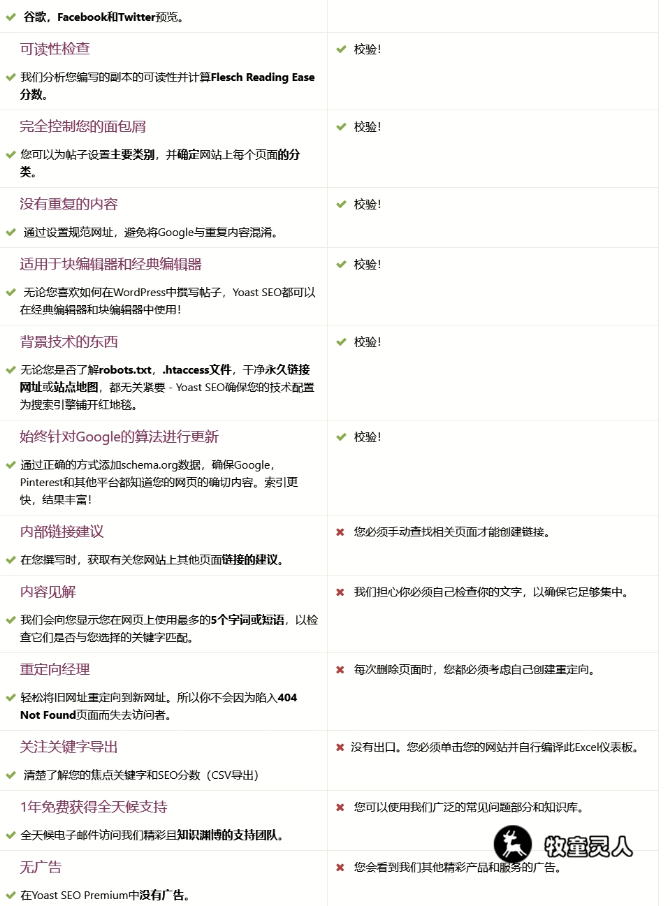 谷歌，Facebook和Twitter预览。
可读性检查
校验！
我们分析您编写的副本的可读性并计算Flesch Reading Ease
分数。
完全控制您的面包屑
校验！
您可以为帖子设置主要类别，并确定网站上每个页面的分
类。
没有重复的内容
校验！
通过设置规范网址，避免将Google与重复内容混淆。
适用于块编辑器和经典编辑器
校验！
无论您喜欢如何在WordPress中撰写帖子，Yoast SEO都可以
在经典编辑器和块编辑器中使用！
背景技术的东西
校验！
无论您是否了解robots.txt，.htaccess文件，干净永久链接
网址或站点地图，都无关紧要 - Yoast SEO确保您的技术配置
为搜索引擎铺开红地毯。
始终针对Google的算法进行更新
校验！
通过正确的方式添加schema.org数据，确保Google，
Pinterest和其他平台都知道您的网页的确切内容。索引更
快，结果丰富！
内部链接建议
您必须手动查找相关页面才能创建链接。
在您撰写时，获取有关您网站上其他页面链接的建议。
内容见解
我们担心你必须自己检查你的文字，以确保它足够集中。
我们会向您显示您在网页上使用最多的5个字词或短语，以检
查它们是否与您选择的关键字匹配。
重定向经理
每次删除页面时，您都必须考虑自己创建重定向。
轻松将旧网址重定向到新网址。所以你不会因为陷入404
Not Found页面而失去访问者。
关注关键字导出
没有出口。您必须单击您的网站并自行编译此Excel仪表板。
清楚了解您的焦点关键字和SEO分数（CSV导出）
1年免费获得全天候支持
您可以使用我们广泛的常见问题部分和知识库。
全天候电子邮件访问我们精彩且知识渊博的支持团队。
牧童灵人
无广告
您会看到我们其他精彩产品和服务的广告。
在Yoast SEO Premium中没有广告。